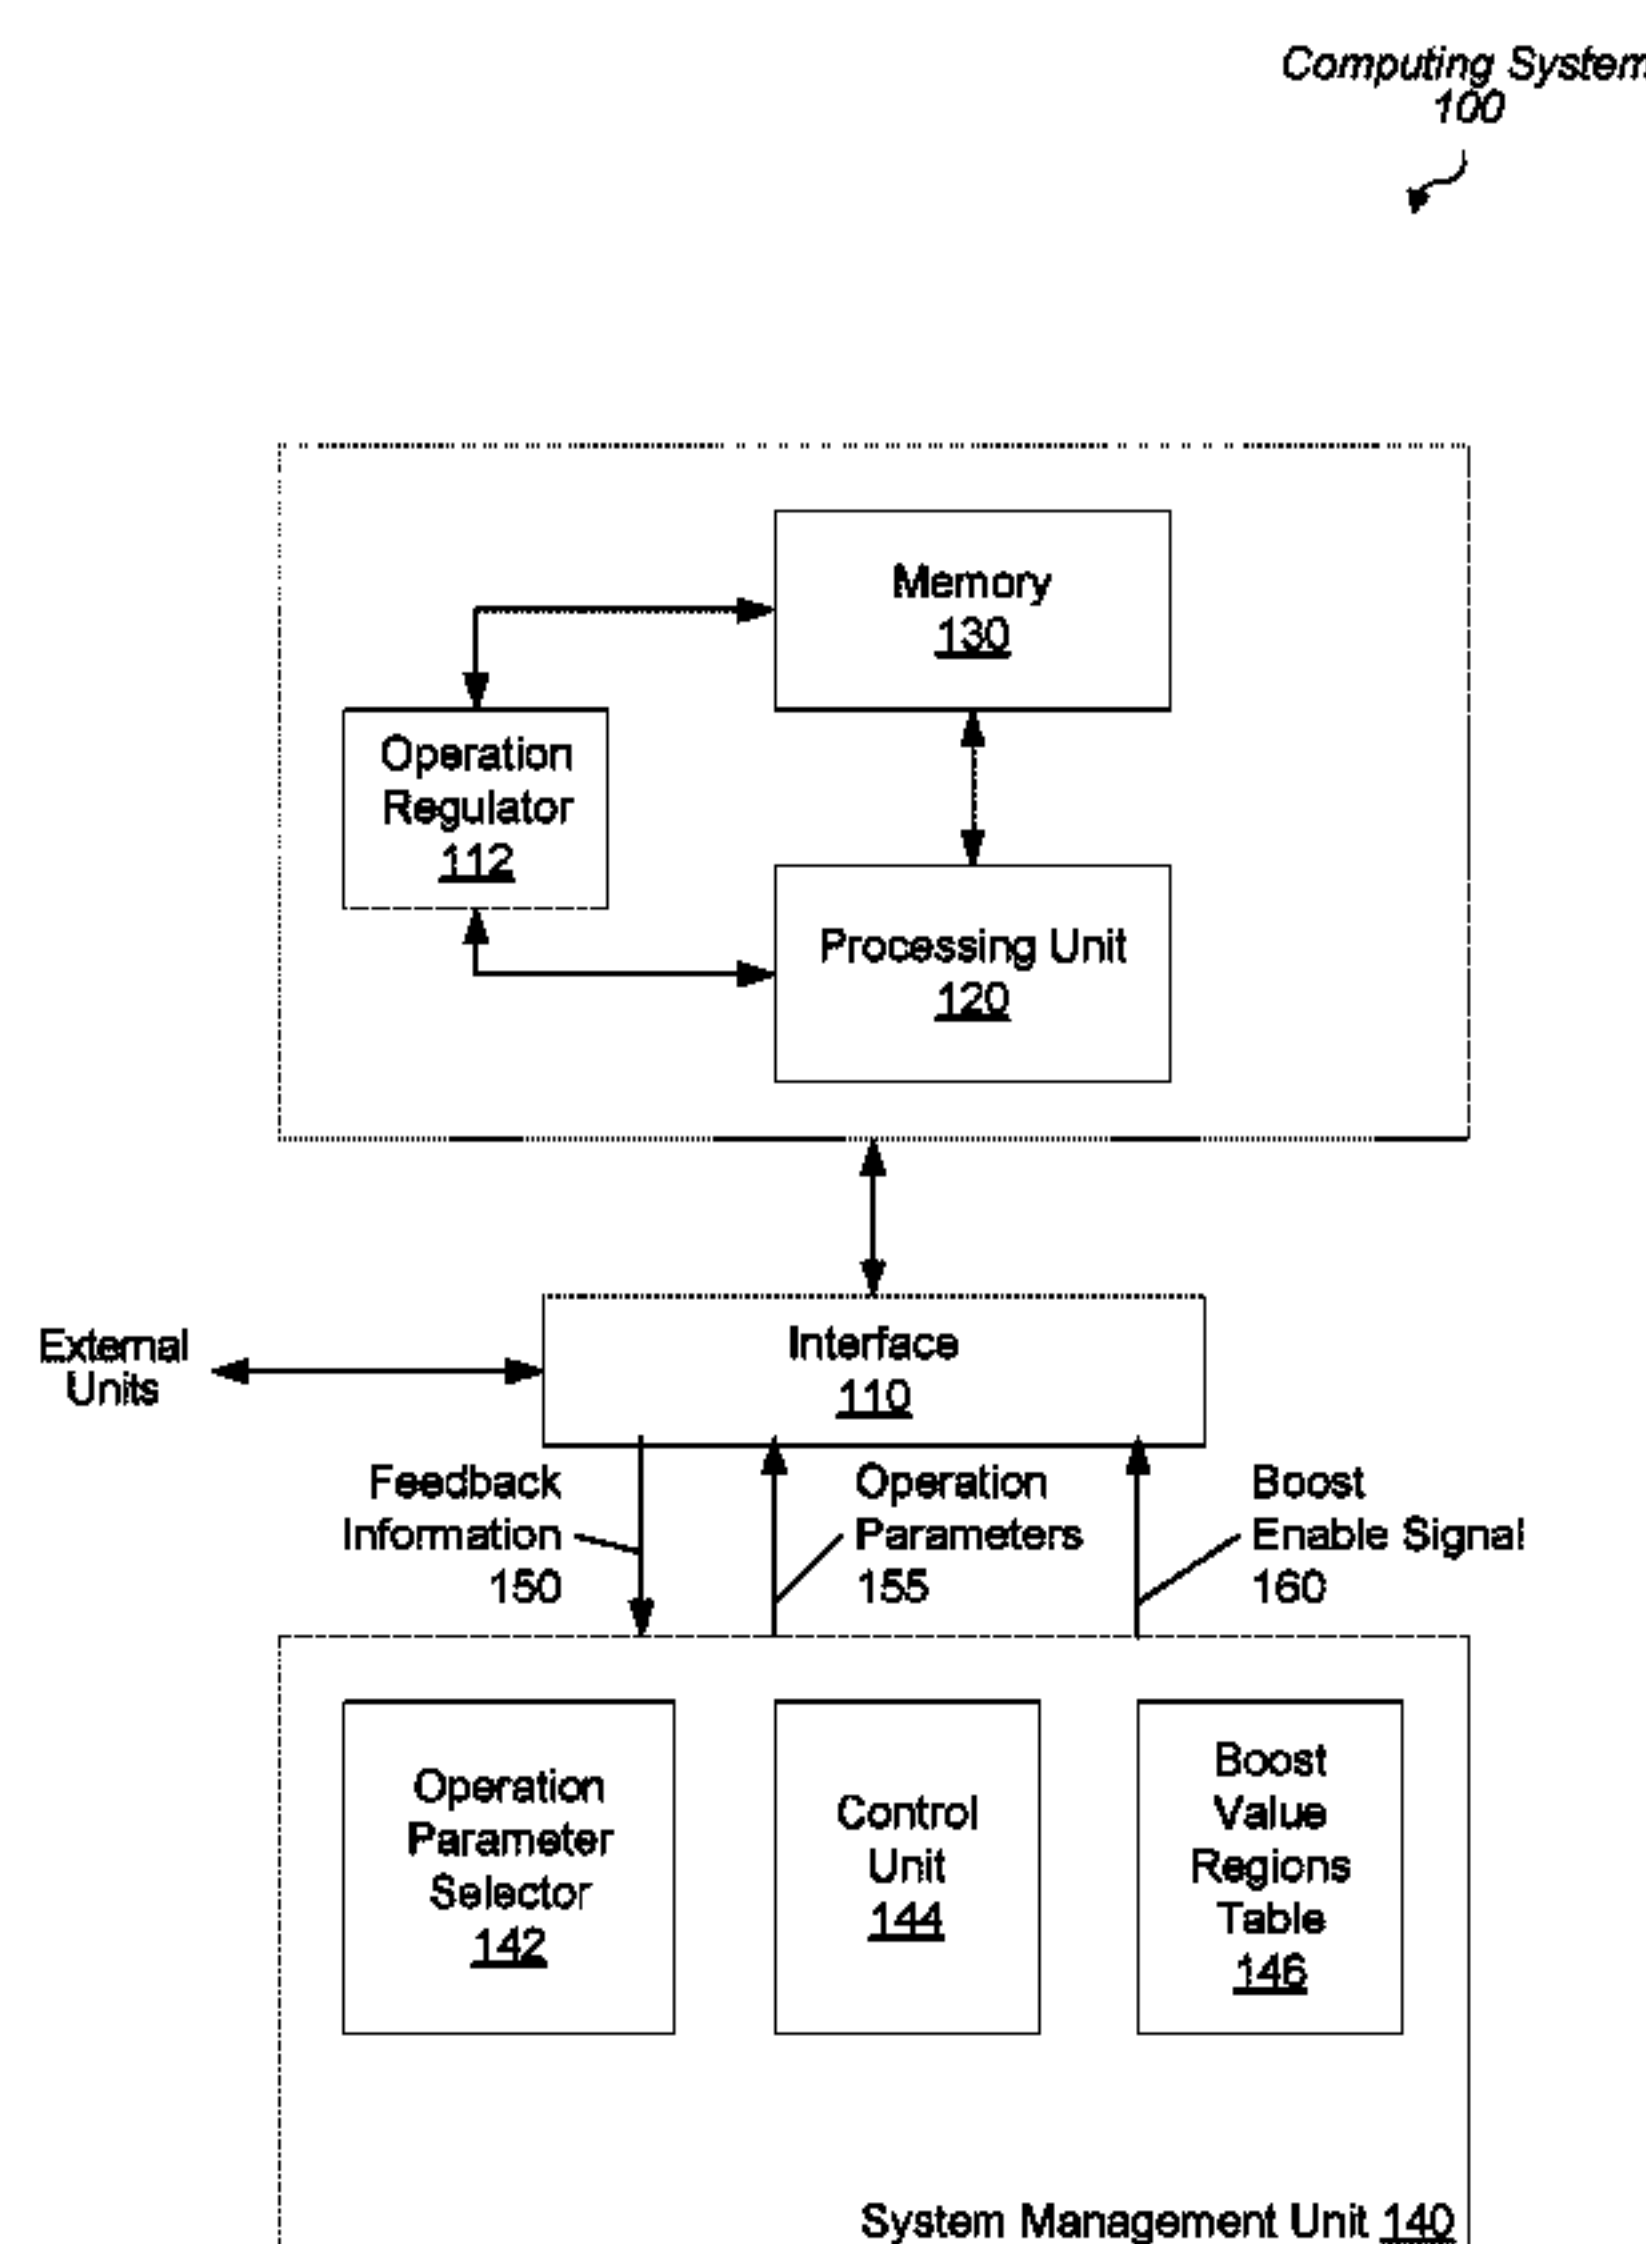 Computing System
100
Memory
130
Operation
Regulator
112
Processing Unit
120
External
Units
Interface
110
Feedback
Information
150
Operation
Parameters
155
Boost
Enable Signal
160
Operation
Parameter
Selector
142
Control
Unit
144
Boost
Value
Regions
Table
146
System Management Unit 140